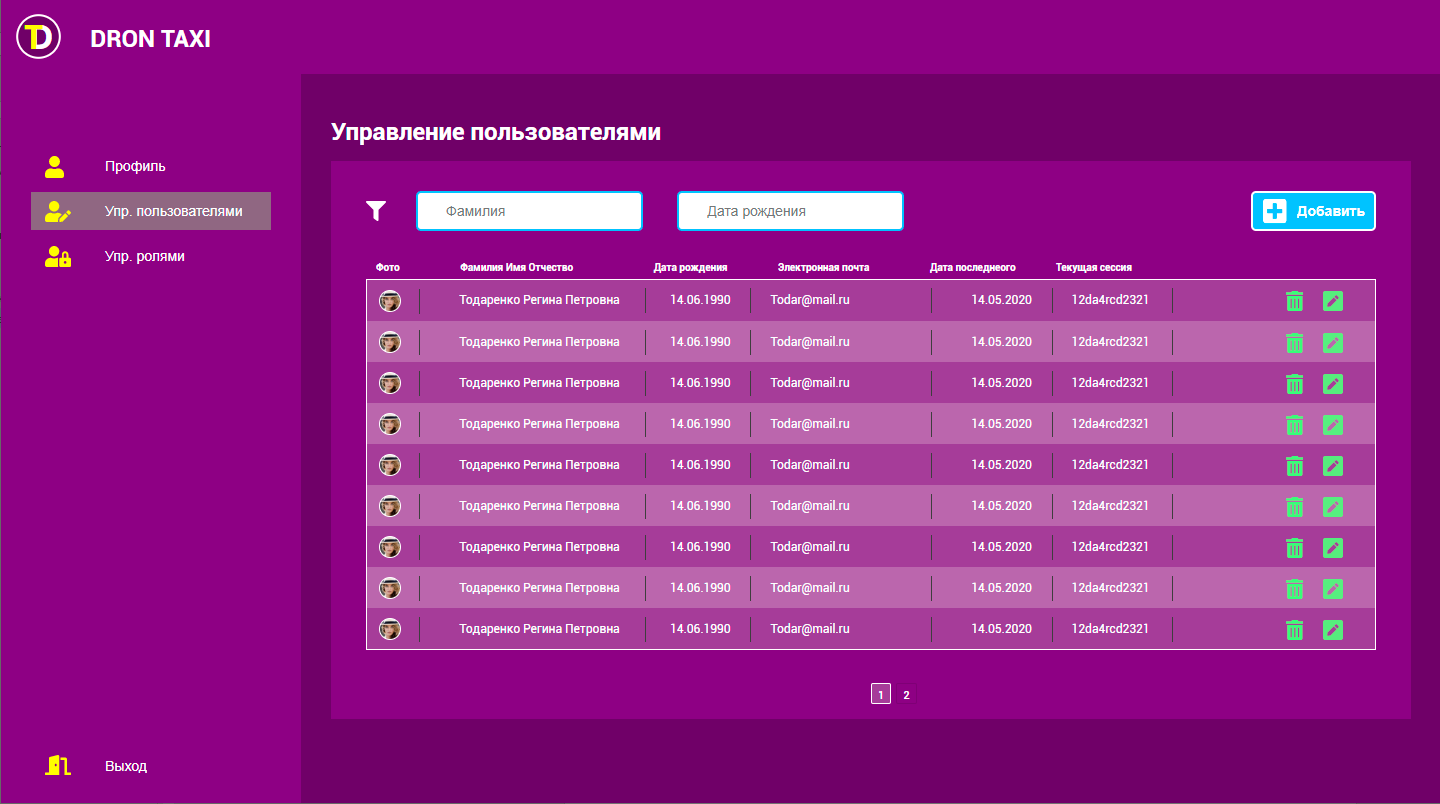 TD
DRON TAXI
Управление пользователями
Профиль
Упр. пользователями
Упр. ролями
Выход
Фамилия
Дата рождения
Добавить
Фото Фамилия Имя Отчество Дата рождения Электронная почта Дата последнеого Текущая сессия
Тодаренко Регина Петровна 14.06.1990 Todar@mail.ru 14.05.2020 12da4rcd2321
Тодаренко Регина Петровна 14.06.1990 Todar@mail.ru 14.05.2020 12da4rcd2321
Тодаренко Регина Петровна 14.06.1990 Todar@mail.ru 14.05.2020 12da4rcd2321
Тодаренко Регина Петровна 14.06.1990 Todar@mail.ru 14.05.2020 12da4rcd2321
Тодаренко Регина Петровна 14.06.1990 Todar@mail.ru 14.05.2020 12da4rcd2321
Тодаренко Регина Петровна 14.06.1990 Todar@mail.ru 14.05.2020 12da4rcd2321
Тодаренко Регина Петровна 14.06.1990 Todar@mail.ru 14.05.2020 12da4rcd2321
Тодаренко Регина Петровна 14.06.1990 Todar@mail.ru 14.05.2020 12da4rcd2321
Тодаренко Регина Петровна 14.06.1990 Todar@mail.ru 14.05.2020 12da4rcd2321
1 2